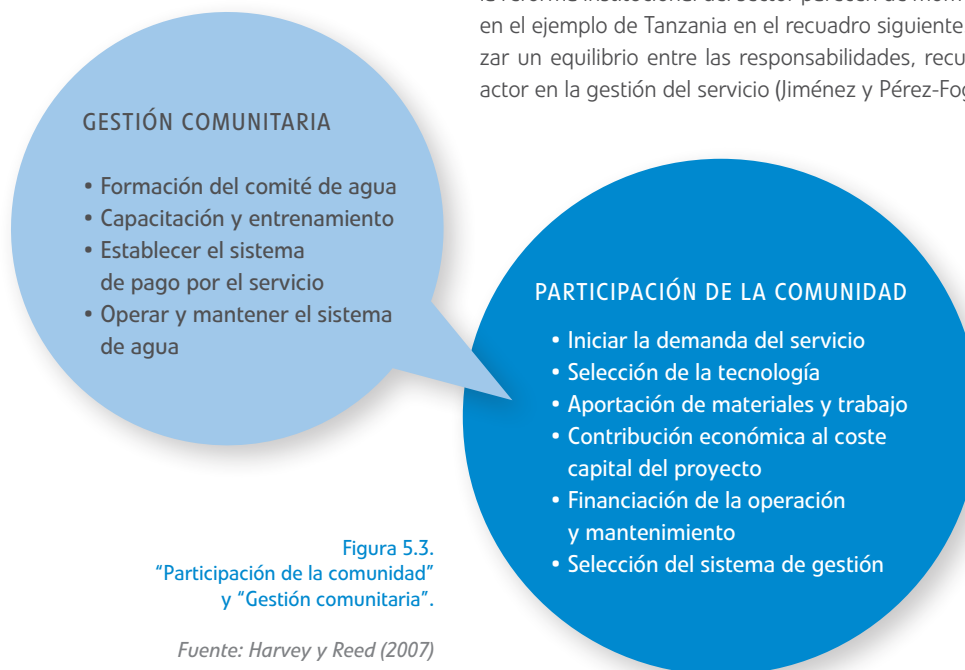 en el ejemplo de Tanzania en el recuadro siguiente
zar un equilibrio entre las responsabilidades, recu
actor en la gestión del servicio (Jiménez y Pérez-Fog
GESTIÓN COMUNITARIA
• Formación del comité de agua
• Capacitación y entrenamiento
• Establecer el sistema
de pago por el servicio
• Operar y mantener el sistema
de agua
PARTICIPACIÓN DE LA COMUNIDAD
• Iniciar la demanda del servicio
• Selección de la tecnología
• Aportación de materiales y trabajo
• Contribución económica al coste
capital del proyecto
• Financiación de la operación
y mantenimiento
• Selección del sistema de gestión
Figura 5.3.
"Participación de la comunidad"
y "Gestión comunitaria".
Fuente: Harvey y Reed (2007)